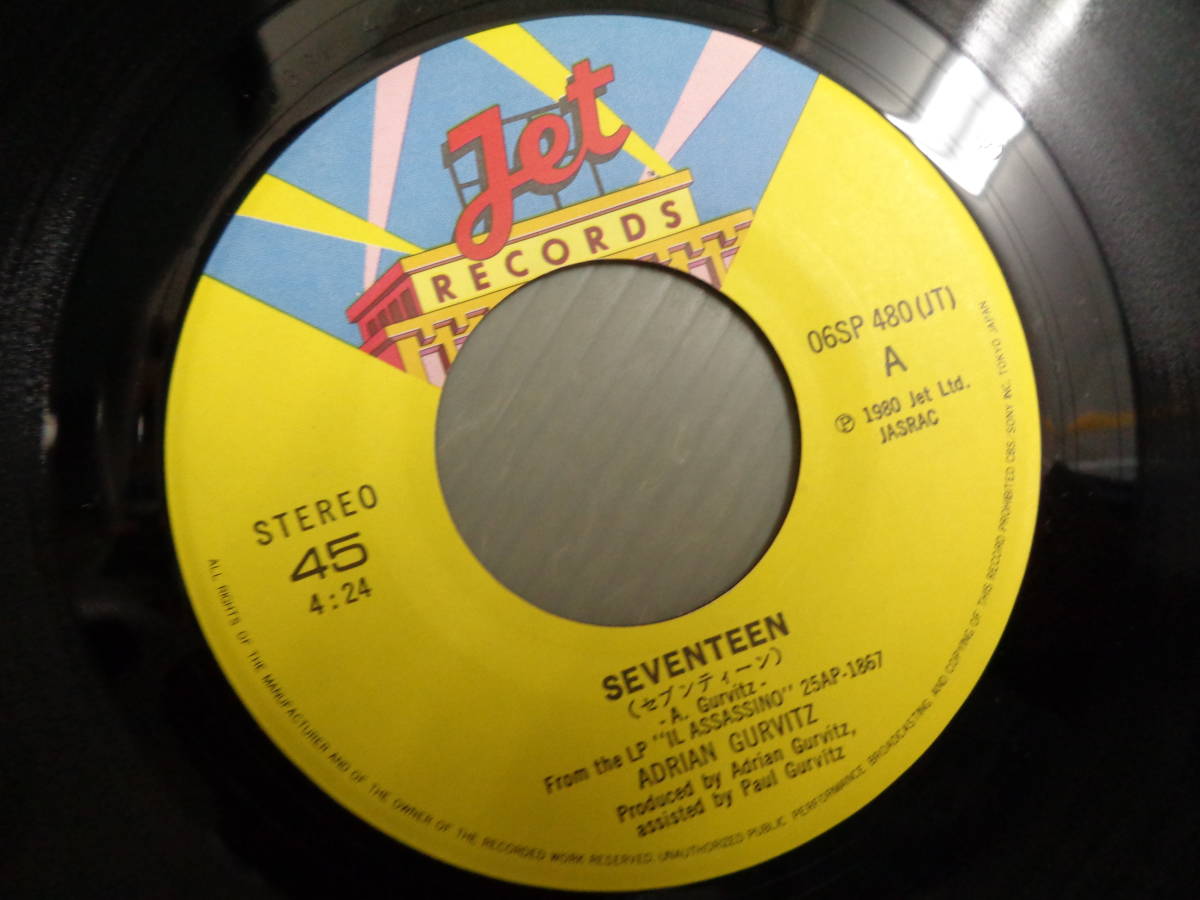 Jet
RECORDS
06SP 480(JT)
A
Ⓟ 1980 Jet Ltd.
JASRAC
STEREO
45
4:24
SEVENTEEN
(セブンティーン)
- A. Gurvitz -
From the LP "IL ASSASSINO" 25AP-1867
ADRIAN GURVITZ
Produced by Adrian Gurvitz,
assisted by Paul Gurvitz
ALL RIGHTS OF THE MANUFACTURER AND OF THE OWNER OF THE RECORDED WORK RESERVED. UNAUTHORIZED PUBLIC PERFORMANCE, BROADCASTING AND COPYING OF THIS RECORD PROHIBITED CBS/SONY INC. TOKYO JAPAN